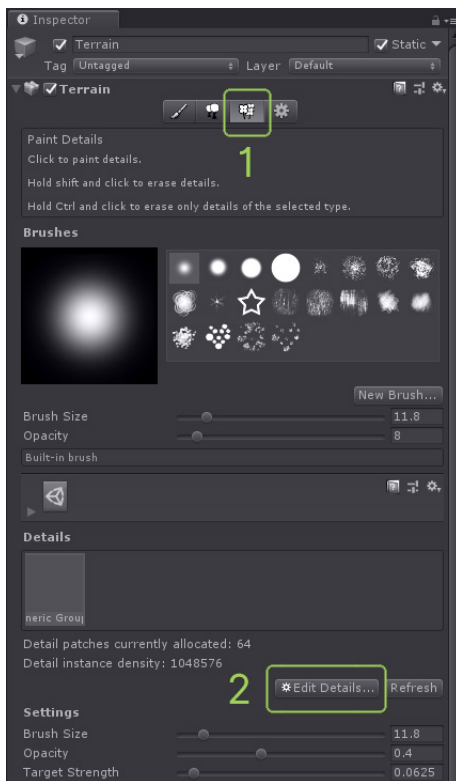 Inspector
Terrain
Static
Tag Untagged Layer Default
Terrain
1
Paint Details
Click to paint details.
Hold shift and click to erase details.
Hold Ctrl and click to erase only details of the selected type.
Brushes
New Brush...
Brush Size 11.8
Opacity 8
Built-in brush
Details
neric Grou
Detail patches currently allocated: 64
Detail instance density: 1048576
2 Edit Details... Refresh
Settings
Brush Size 11.8
Opacity 0.4
Target Strength 0.0625